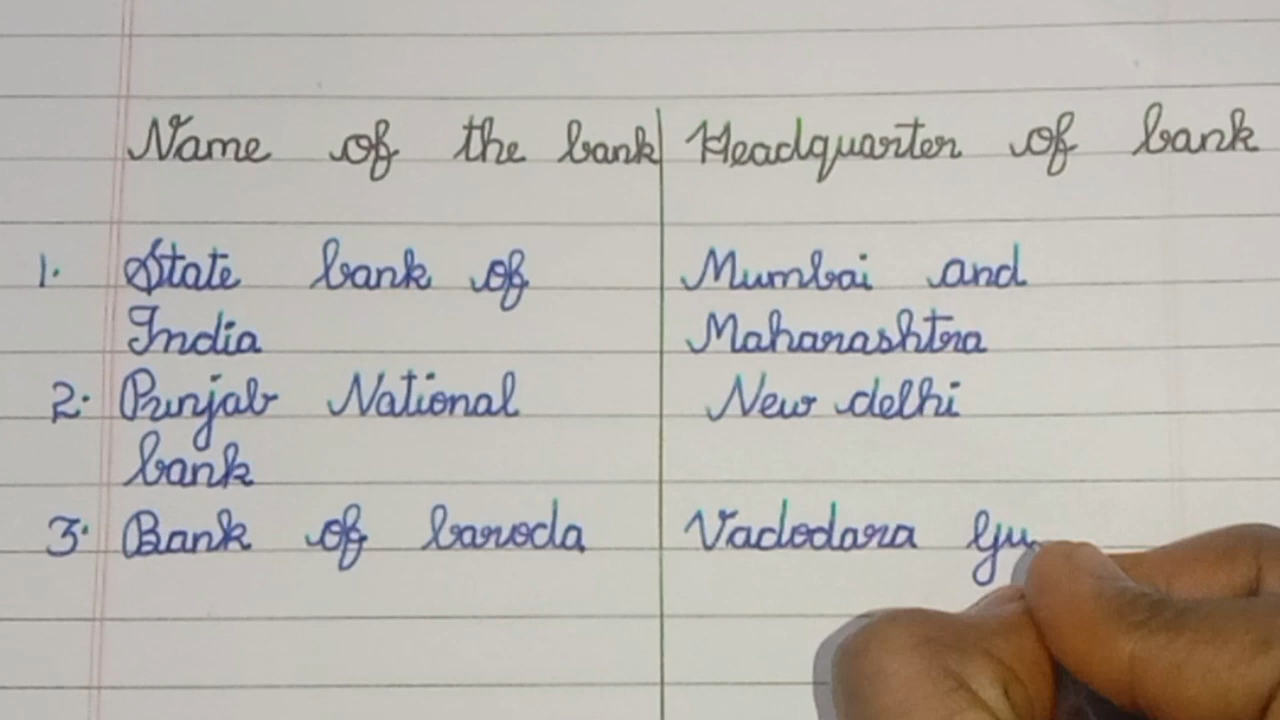 Name of the bank Headquarter of bank
1. State bank of Mumbai and
India Maharashtra
2. Punjab National New delhi
bank
3. Bank of baroda Vadodara Gu